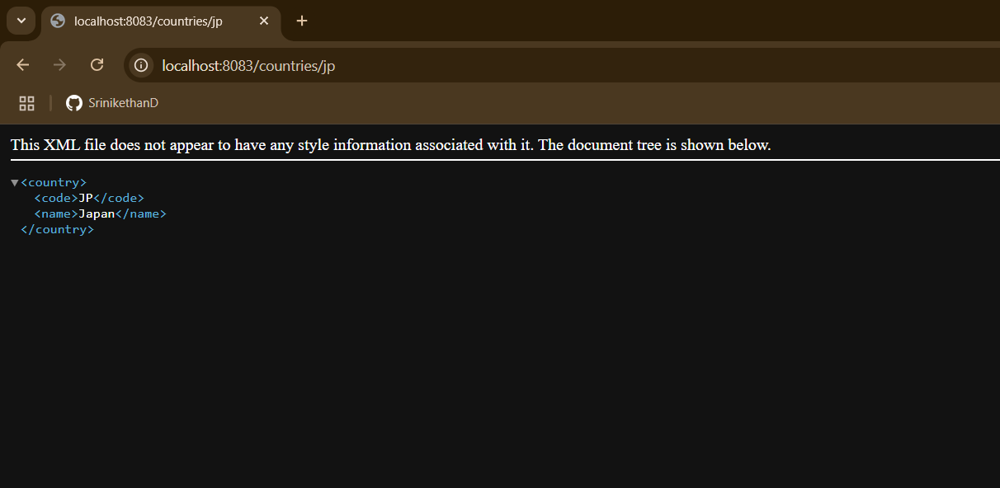 localhost:8083/countries/jp
localhost:8083/countries/jp
SrinikethanD
This XML file does not appear to have any style information associated with it. The document tree is shown below.
<country>
<code>JP</code>
<name>Japan</name>
</country>